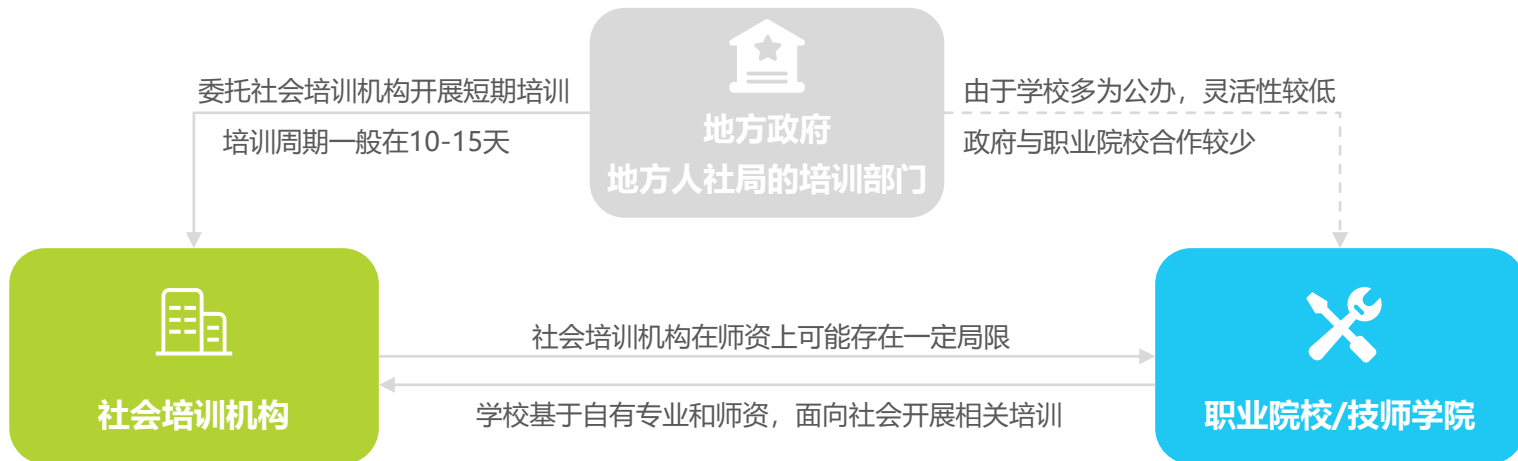 委托社会培训机构开展短期培训
培训周期一般在10-15天
地方政府
地方人社局的培训部门
由于学校多为公办，灵活性较低
政府与职业院校合作较少
社会培训机构
社会培训机构在师资上可能存在一定局限
学校基于自有专业和师资，面向社会开展相关培训
职业院校/技师学院